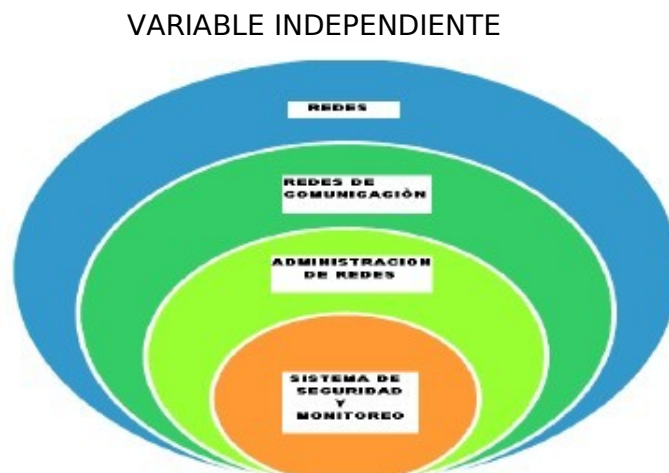 VARIABLE INDEPENDIENTE
REDES
REDES DE
COMUNICACIÒN
ADMINISTRACION
DE REDES
SISTEMA DE
SEGURIDAD
Y
MONITOREO